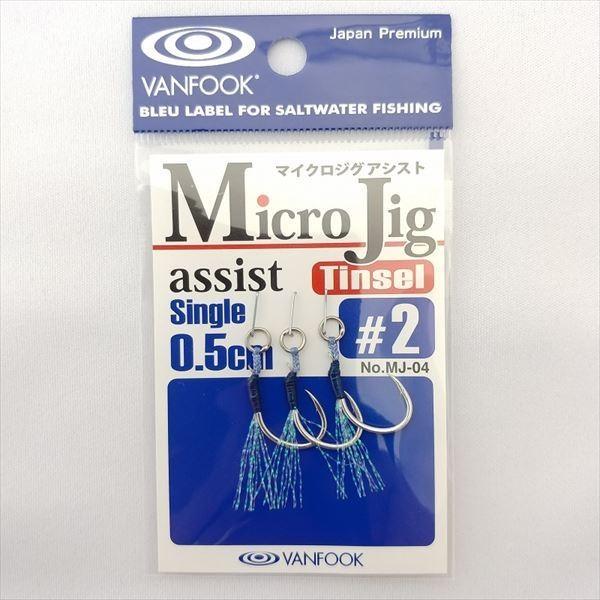 Japan Premium
VANFOOK®
BLEU LABEL FOR SALTWATER FISHING
マイクロジグアシスト
Micro Jig
assist Tinsel
Single
0.5cm
#2
No.MJ-04
VANFOOK